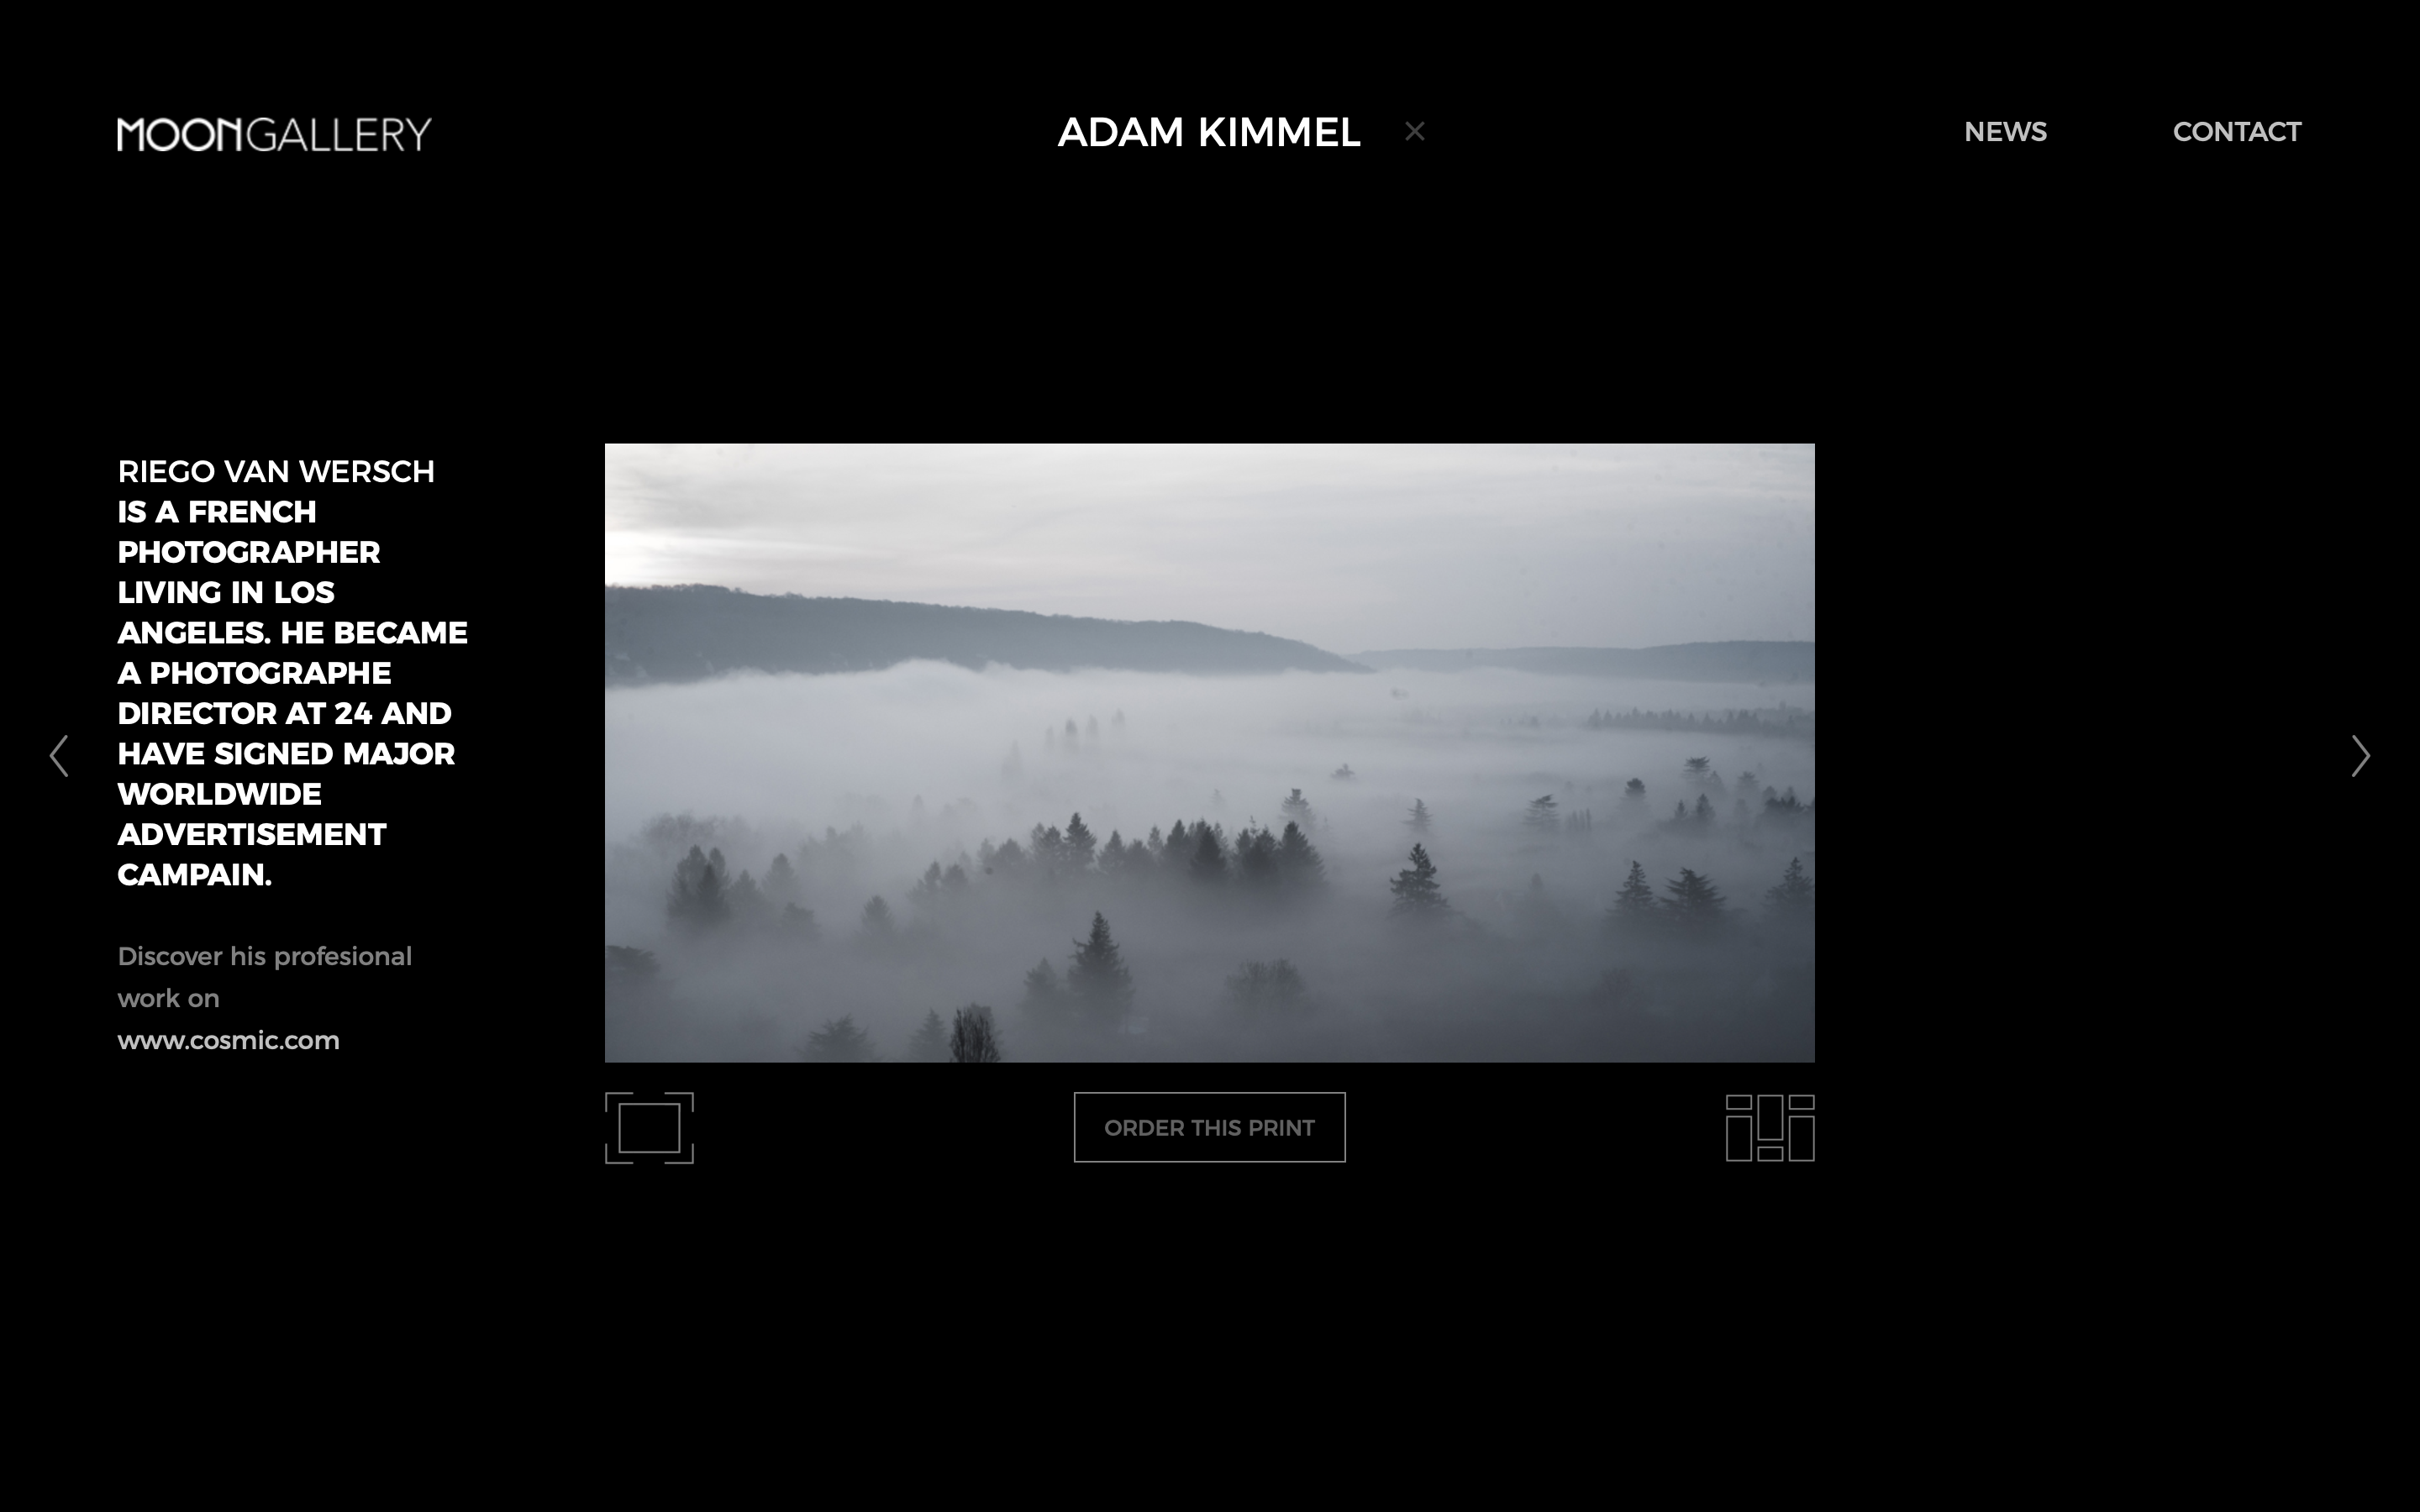 MOONGALLERY
ADAM KIMMEL
NEWS
CONTACT
RIEGO VAN WERSCH
IS A FRENCH
PHOTOGRAPHER
LIVING IN LOS
ANGELES. HE BECAME
A PHOTOGRAPHE
DIRECTOR AT 24 AND
HAVE SIGNED MAJOR
WORLDWIDE
ADVERTISEMENT
CAMPAIN.
Discover his profesional
work on
www.cosmic.com
ORDER THIS PRINT